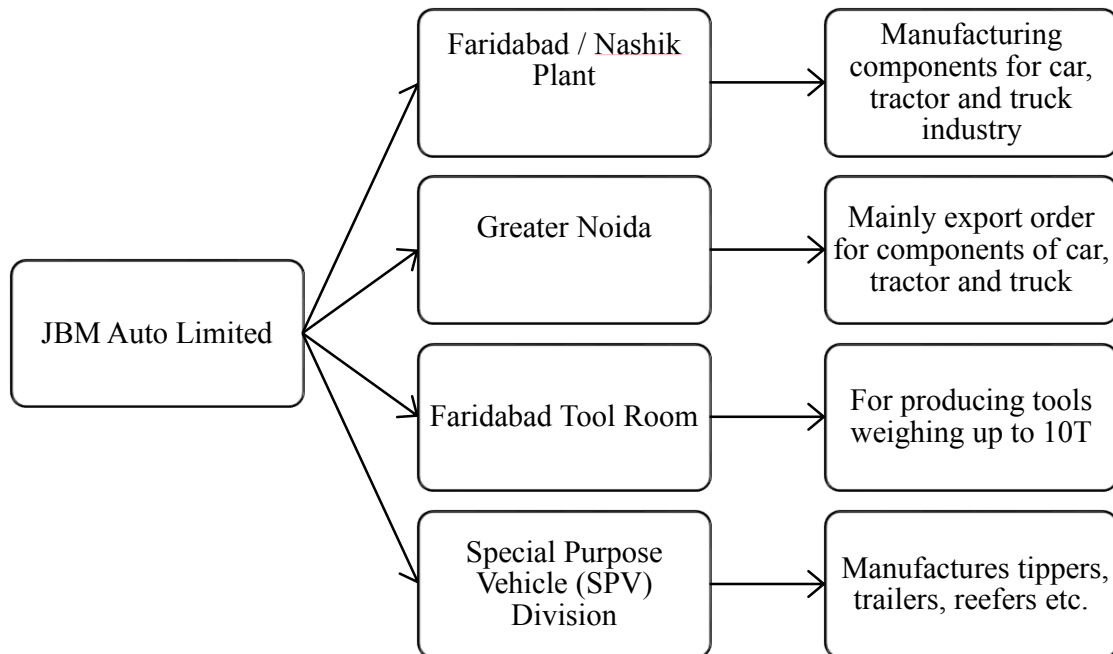 JBM Auto Limited
Faridabad / Nashik
Plant
Manufacturing
components for car,
tractor and truck
industry
Greater Noida
Mainly export order
for components of car,
tractor and truck
Faridabad Tool Room
For producing tools
weighing up to 10T
Special Purpose
Vehicle (SPV)
Division
Manufactures tippers,
trailers, reefers etc.